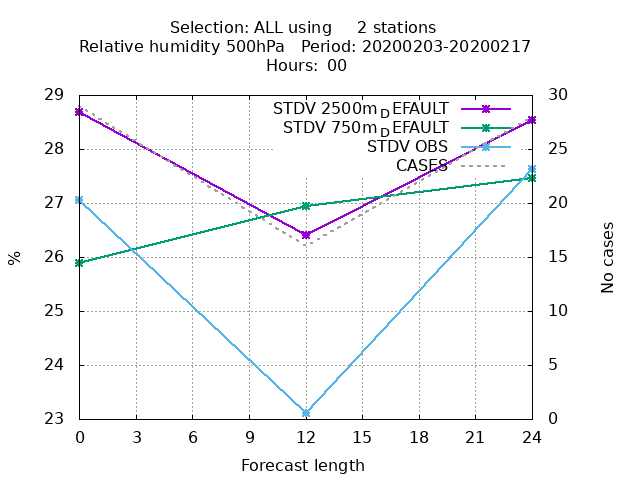 Selection: ALL using     2 stations
Relative humidity 500hPa   Period: 20200203-20200217
Hours: 00
STDV 2500m_DEFAULT
STDV 750m_DEFAULT
STDV OBS
CASES
29
28
27
26
25
24
23
%
30
25
20
15
10
5
0
No cases
0 3 6 9 12 15 18 21 24
Forecast length